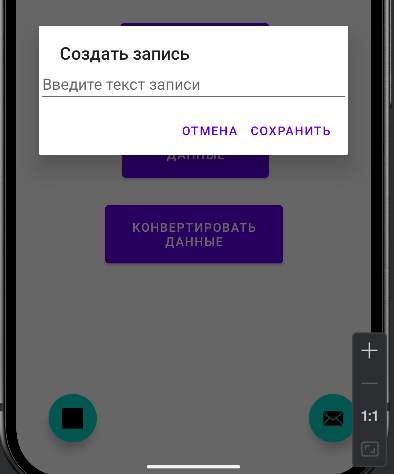 Создать запись
Введите текст записи
ОТМЕНА СОХРАНИТЬ
ДАННЫЕ
КОНВЕРТИРОВАТЬ
ДАННЫЕ
1:1